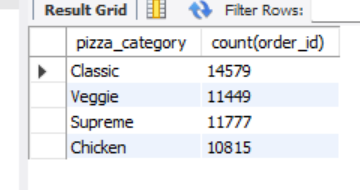 Result Grid Filter Rows:
pizza_category count(order_id)
Classic 14579
Veggie 11449
Supreme 11777
Chicken 10815